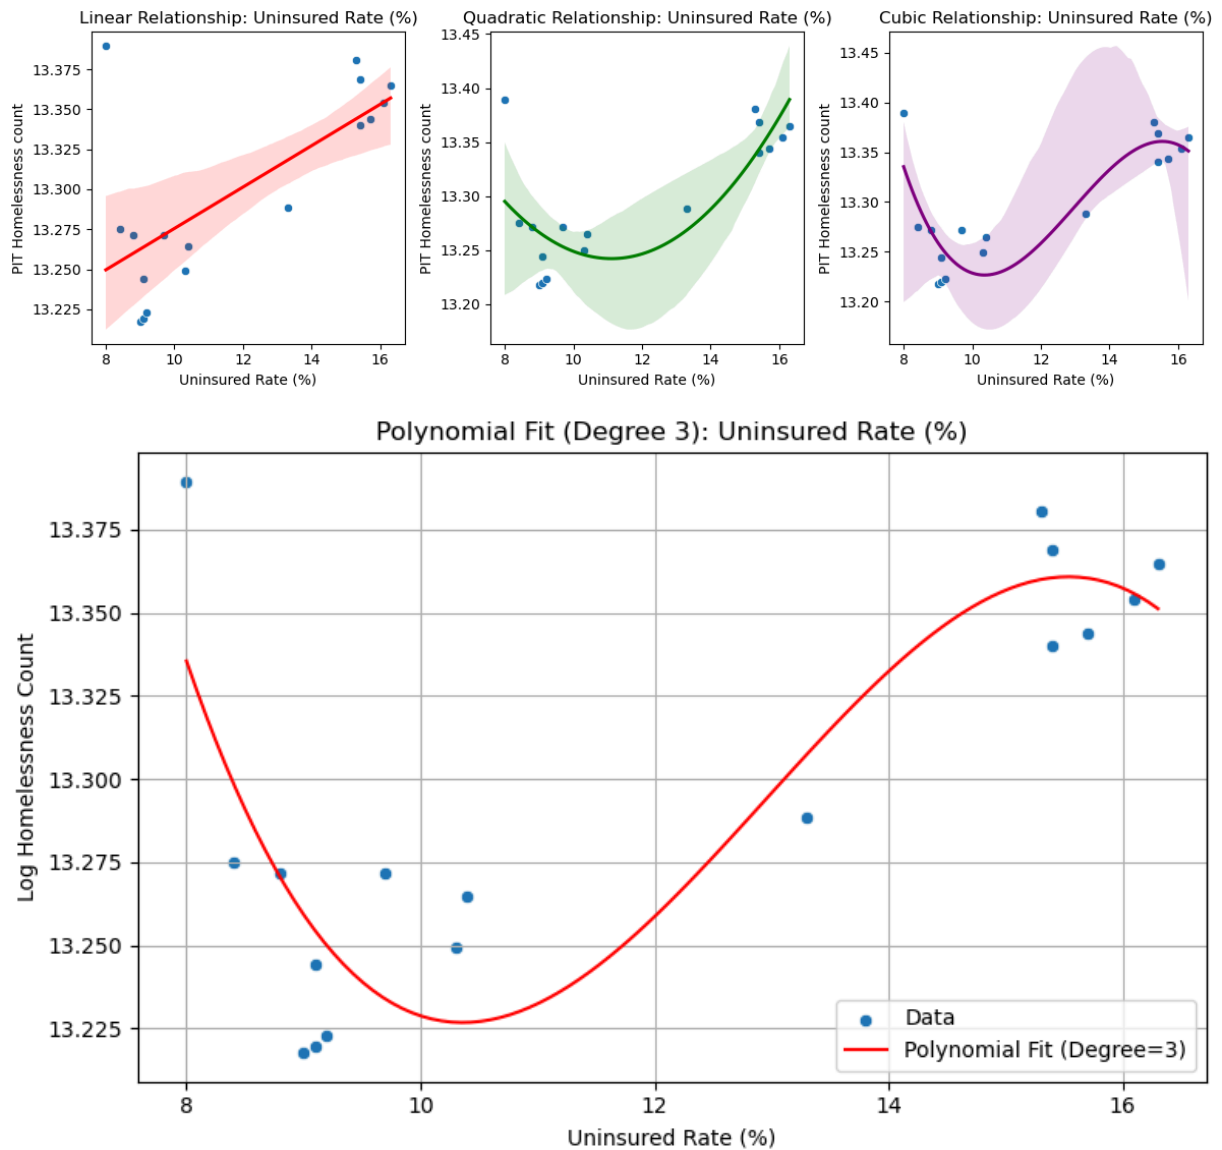 Linear Relationship: Uninsured Rate (%)
13.375
13.350
13.325
13.300
13.275
13.250
13.225
PIT Homelessness count
8 10 12 14 16
Uninsured Rate (%)
Quadratic Relationship: Uninsured Rate (%)
13.45
13.40
13.35
13.30
13.25
13.20
PIT Homelessness count
8 10 12 14 16
Uninsured Rate (%)
Cubic Relationship: Uninsured Rate (%)
13.45
13.40
13.35
13.30
13.25
13.20
PIT Homelessness count
8 10 12 14 16
Uninsured Rate (%)
Polynomial Fit (Degree 3): Uninsured Rate (%)
13.375
13.350
13.325
13.300
13.275
13.250
13.225
Log Homelessness Count
Data
Polynomial Fit (Degree=3)
8 10 12 14 16
Uninsured Rate (%)